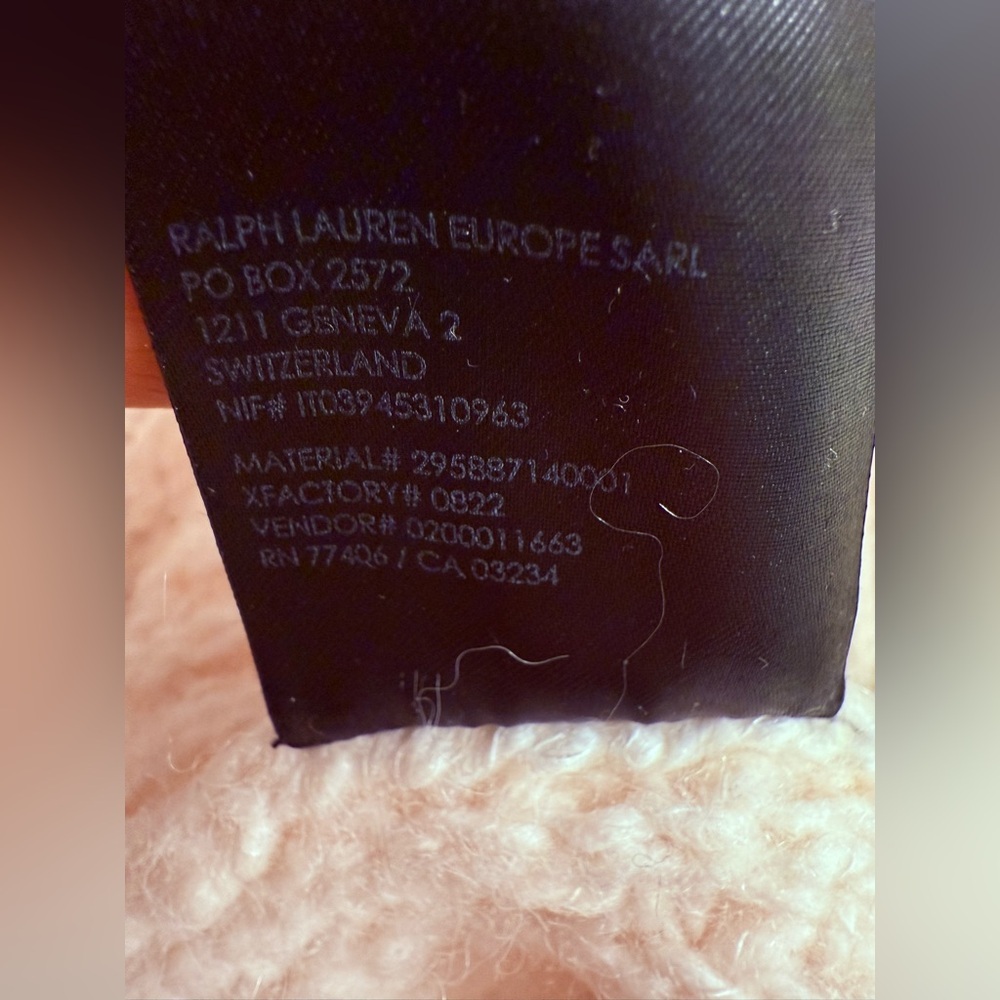 RALPH LAUREN EUROPE SARL
PO BOX 2572
1211 GENEVA 2
SWITZERLAND
NIF# IT03945310963
MATERIAL# 295887140001
XFACTORY# 0822
VENDOR# 0200011663
RN 77406 / CA 03234